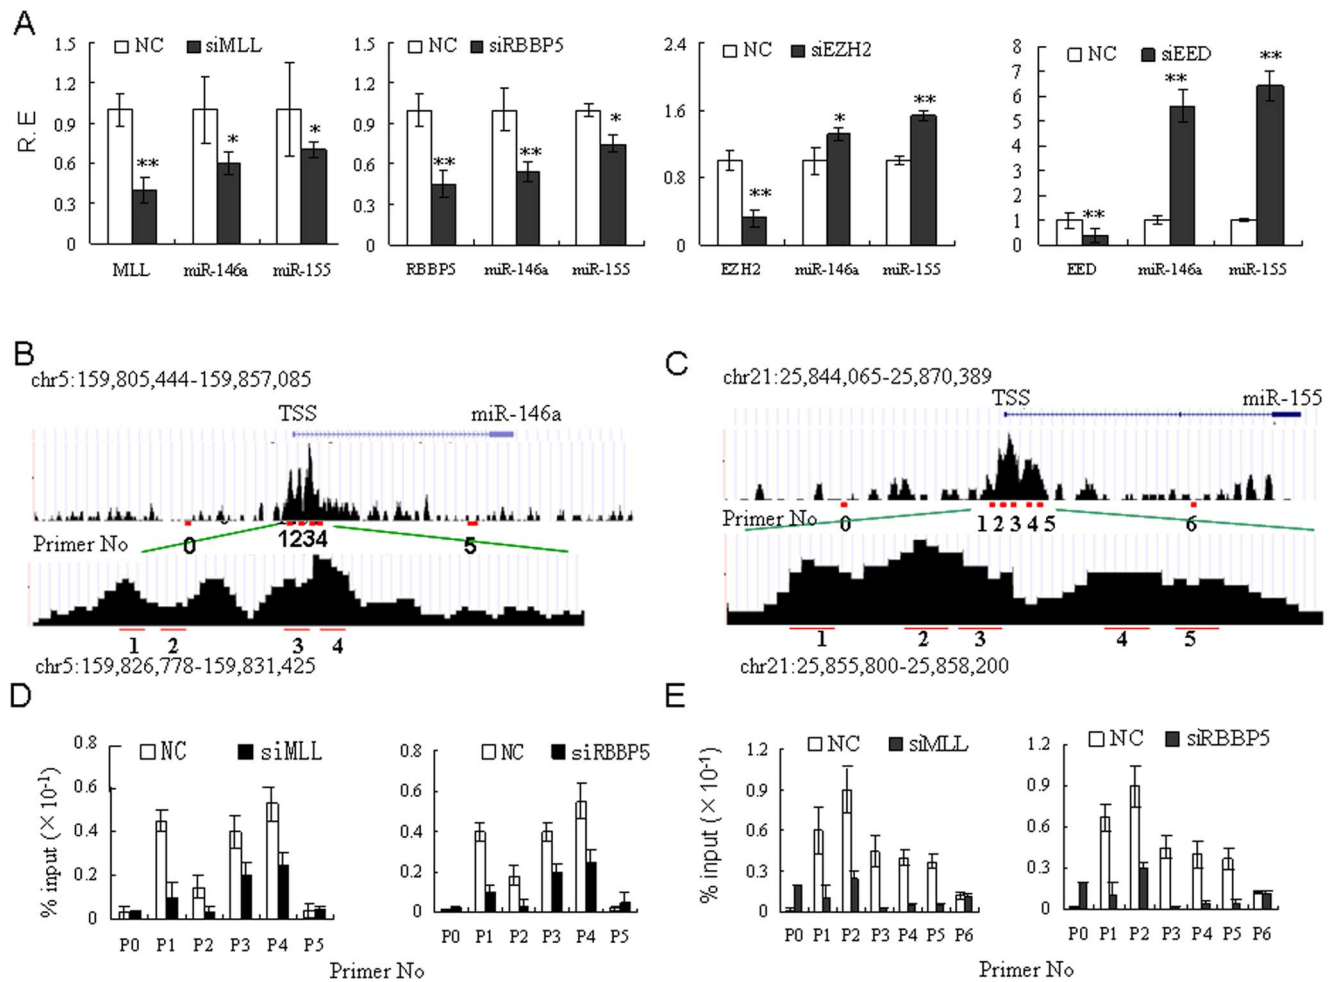 A
1.5
1.2
0.9
0.6
0.3
0
R.E
NC siMLL
** * *
MLL miR-146a miR-155
1.5
1.2
0.9
0.6
0.3
0
NC siRBBP5
** ** *
RBBP5 miR-146a miR-155
2.4
1.6
0.8
0
NC siEZH2
** * **
EZH2 miR-146a miR-155
8
7
6
5
4
3
2
1
0
NC siEED
** ** **
EED miR-146a miR-155
B
chr5:159,805,444-159,857,085
TSS miR-146a
Primer No 0 1234 5
1 2 3 4
chr5:159,826,778-159,831,425
C
chr21:25,844,065-25,870,389
TSS miR-155
Primer No 0 1 2 3 4 5 6
1 2 3 4 5
chr21:25,855,800-25,858,200
D
% input (×10-1)
0.8
0.6
0.4
0.2
0
NC siMLL
P0 P1 P2 P3 P4 P5
0.8
0.6
0.4
0.2
0
NC siRBBP5
P0 P1 P2 P3 P4 P5
Primer No
E
% input (×10-1)
1.2
0.9
0.6
0.3
0
NC siMLL
P0 P1 P2 P3 P4 P5 P6
1.2
0.9
0.6
0.3
0
NC siRBBP5
P0 P1 P2 P3 P4 P5 P6
Primer No